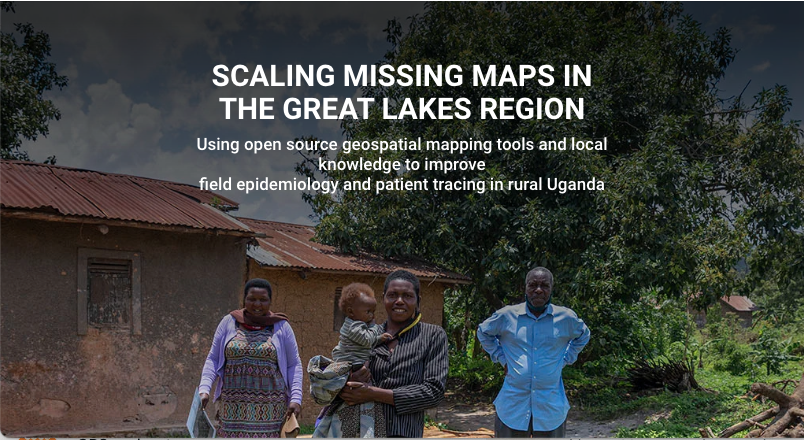 SCALING MISSING MAPS IN
THE GREAT LAKES REGION
Using open source geospatial mapping tools and local
knowledge to improve
field epidemiology and patient tracing in rural Uganda